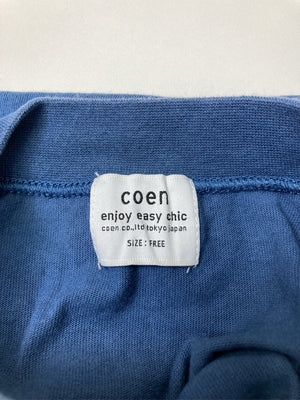 coen
enjoy easy chic
coen co.,ltd tokyo japan
SIZE : FREE